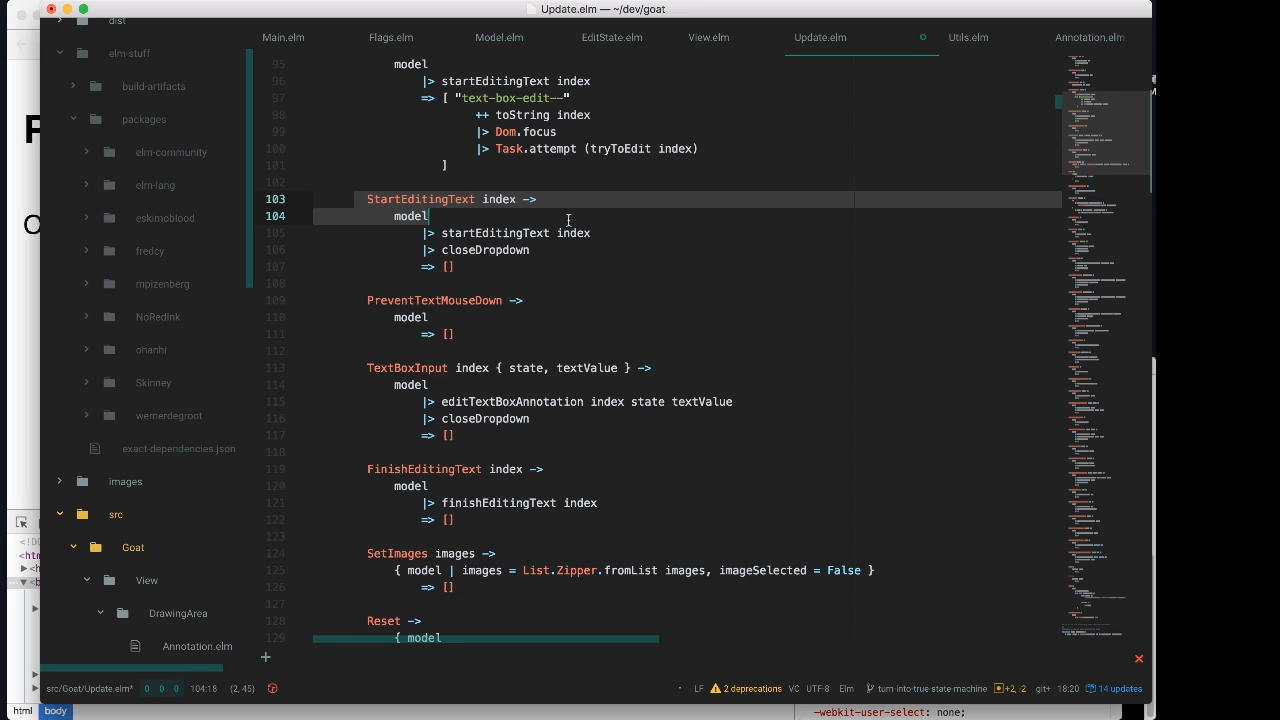 Update.elm — ~/dev/goat
Main.elm Flags.elm Model.elm EditState.elm View.elm Update.elm Utils.elm Annotation.elm
dist
elm-stuff
build-artifacts
packages
elm-community
elm-lang
eskimoblood
fredcy
mpizenberg
NoRedInk
ohanhi
Skinney
wernerdegroot
exact-dependencies.json
images
src
Goat
View
DrawingArea
Annotation.elm
95 model
96 |> startEditingText index
97 => [ "text-box-edit--"
98 ++ toString index
99 |> Dom.focus
100 |> Task.attempt (tryToEdit index)
101 ]
102
103 StartEditingText index ->
104 model
105 |> startEditingText index
106 |> closeDropdown
107 => []
108
109 PreventTextMouseDown ->
110 model
111 => []
112
113 TextBoxInput index { state, textValue } ->
114 model
115 |> editTextBoxAnnotation index state textValue
116 |> closeDropdown
117 => []
118
119 FinishEditingText index ->
120 model
121 |> finishEditingText index
122 => []
123
124 SetImages images ->
125 { model | images = List.Zipper.fromList images, imageSelected = False }
126 => []
127
128 Reset ->
129 { model
src/Goat/Update.elm* 0 0 0 104:18 (2, 45) LF 2 deprecations VC UTF-8 Elm turn-into-true-state-machine +2, -2 git+ 18:20 14 updates
html body
-webkit-user-select: none;